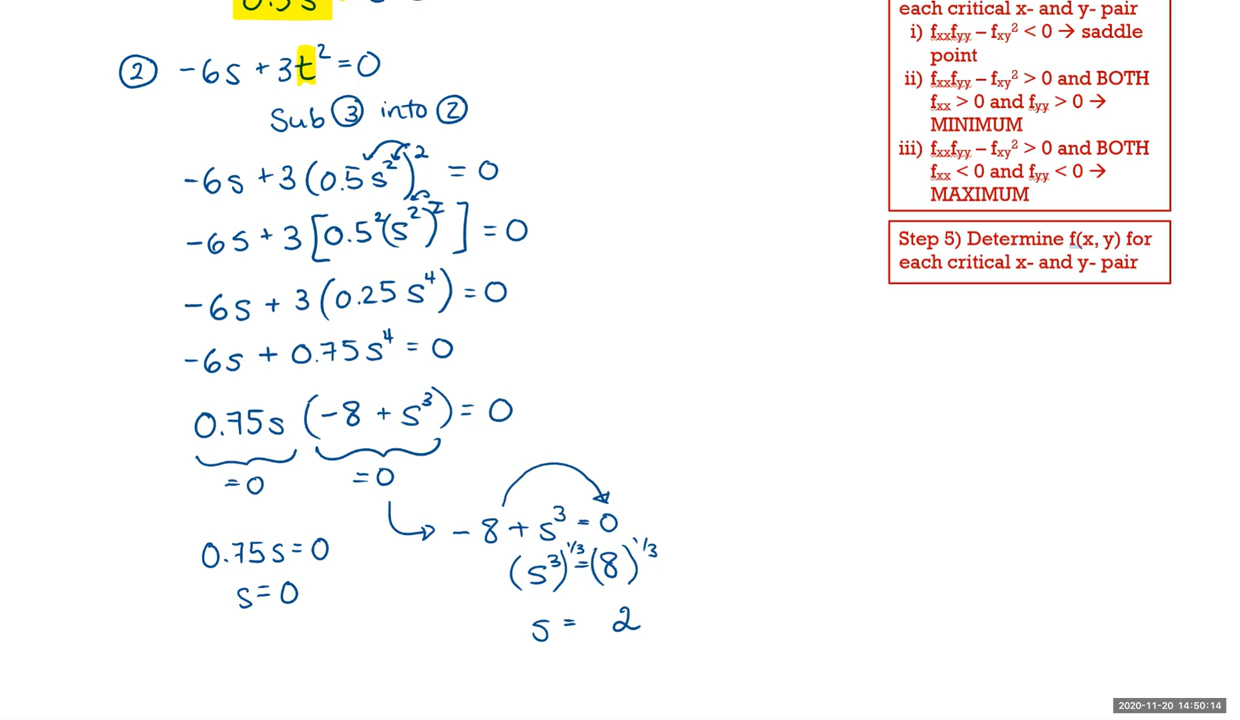 0.5s²
② -6s + 3t² = 0
Sub ③ into ②
-6s + 3(0.5s²)² = 0
-6s + 3[0.5²(s²)²] = 0
-6s + 3(0.25s⁴) = 0
-6s + 0.75s⁴ = 0
0.75s (-8 + s³) = 0
= 0 = 0
-8 + s³ = 0
0.75s = 0
(s³)^1/3 = (8)^1/3
s = 0
s = 2
each critical x- and y- pair
i) fxxfyy – fxy² < 0 → saddle
point
ii) fxxfyy – fxy² > 0 and BOTH
fxx > 0 and fyy > 0 →
MINIMUM
iii) fxxfyy – fxy² > 0 and BOTH
fxx < 0 and fyy < 0 →
MAXIMUM
Step 5) Determine f(x, y) for
each critical x- and y- pair
2020-11-20 14:50:14